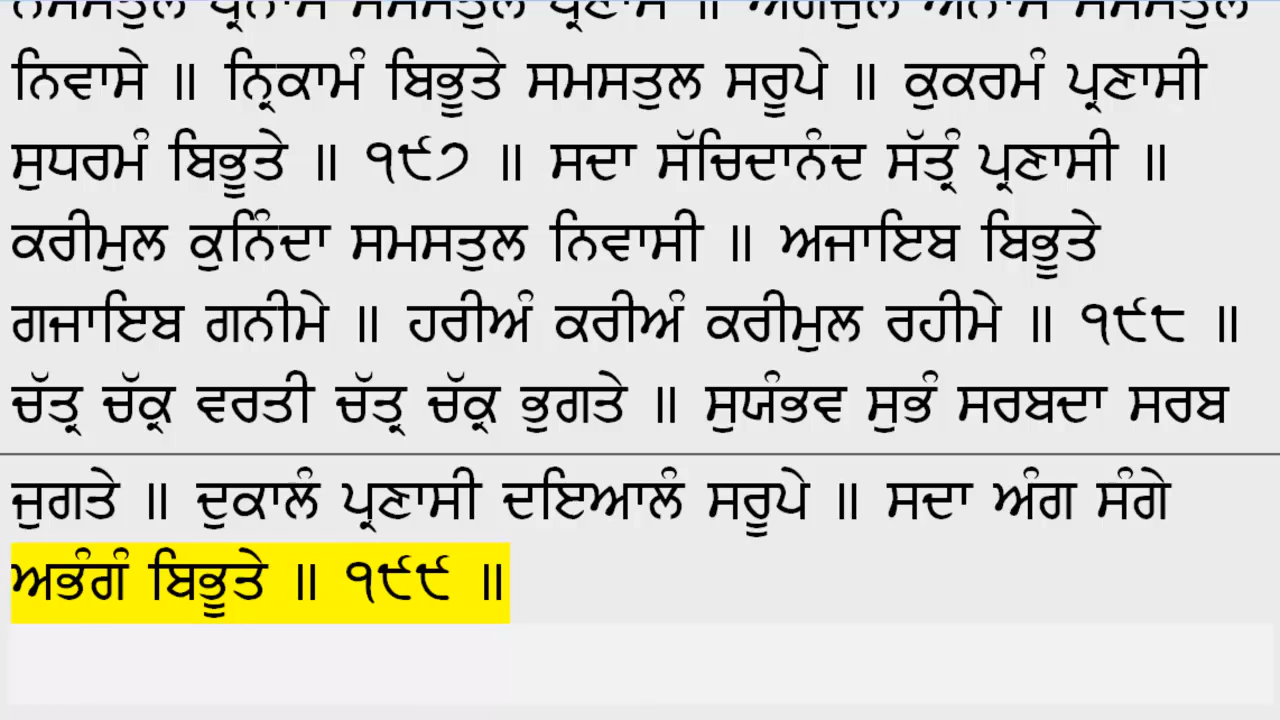 ਨਿਵਾਸੇ ॥ ਨ੍ਰਿਕਾਮੰ ਬਿਭੂਤੇ ਸਮਸਤੁਲ ਸਰੂਪੇ ॥ ਕੁਕਰਮੰ ਪ੍ਰਣਾਸੀ
ਸੁਧਰਮੰ ਬਿਭੂਤੇ ॥ ੧੯੭ ॥ ਸਦਾ ਸੱਚਿਦਾਨੰਦ ਸੱਤ੍ਰੰ ਪ੍ਰਣਾਸੀ ॥
ਕਰੀਮੁਲ ਕੁਨਿੰਦਾ ਸਮਸਤੁਲ ਨਿਵਾਸੀ ॥ ਅਜਾਇਬ ਬਿਭੂਤੇ
ਗਜਾਇਬ ਗਨੀਮੇ ॥ ਹਰੀਅੰ ਕਰੀਅੰ ਕਰੀਮੁਲ ਰਹੀਮੇ ॥ ੧੯੮ ॥
ਚੱਤ੍ਰ ਚੱਕ੍ਰ ਵਰਤੀ ਚੱਤ੍ਰ ਚੱਕ੍ਰ ਭੁਗਤੇ ॥ ਸੁਯੰਭਵ ਸੁਭੰ ਸਰਬਦਾ ਸਰਬ
ਜੁਗਤੇ ॥ ਦੁਕਾਲੰ ਪ੍ਰਣਾਸੀ ਦਇਆਲੰ ਸਰੂਪੇ ॥ ਸਦਾ ਅੰਗ ਸੰਗੇ
ਅਭੰਗੰ ਬਿਭੂਤੇ ॥ ੧੯੯ ॥